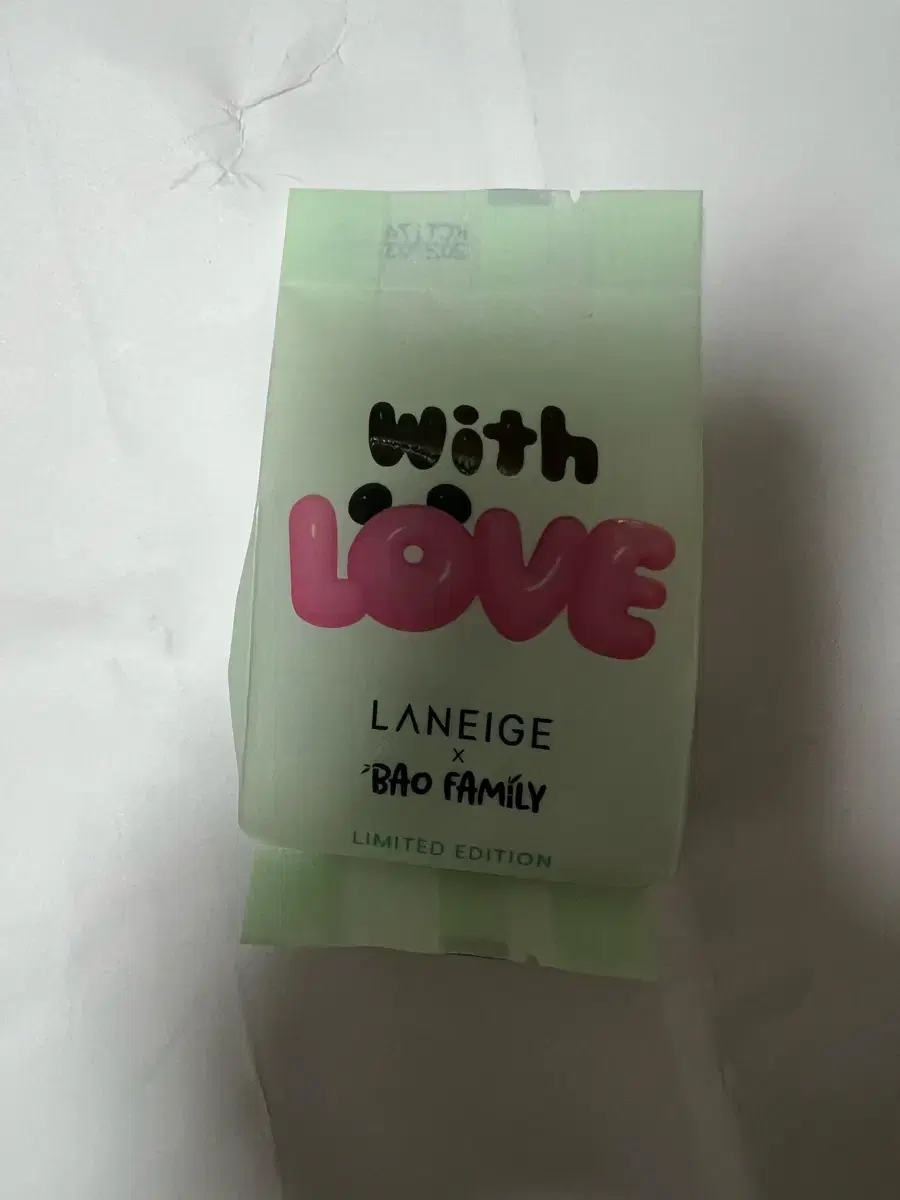 With
LOVE
LANEIGE
x
BAO FAMILY
LIMITED EDITION